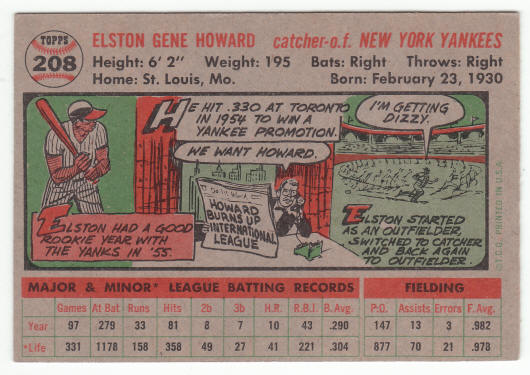 TOPPS
208
ELSTON GENE HOWARD catcher-o.f. NEW YORK YANKEES
Height: 6' 2" Weight: 195 Bats: Right Throws: Right
Home: St. Louis, Mo. Born: February 23, 1930
ELSTON HAD A GOOD
ROOKIE YEAR WITH
THE YANKS IN '55.
HE HIT .330 AT TORONTO
IN 1954 TO WIN A
YANKEE PROMOTION.
WE WANT HOWARD.
HOWARD
BURNS UP
INTERNATIONAL
LEAGUE
I'M GETTING
DIZZY.
ELSTON STARTED
AS AN OUTFIELDER,
SWITCHED TO CATCHER
AND BACK AGAIN
TO OUTFIELDER.
© T.C.G. PRINTED IN U.S.A.
MAJOR & MINOR* LEAGUE BATTING RECORDS FIELDING
Games At Bat Runs Hits 2b 3b H.R. R.B.I. B.Avg. P.O. Assists Errors F.Avg.
Year 97 279 33 81 8 7 10 43 .290 147 13 3 .982
*Life 331 1178 158 358 49 27 41 221 .304 877 70 21 .978